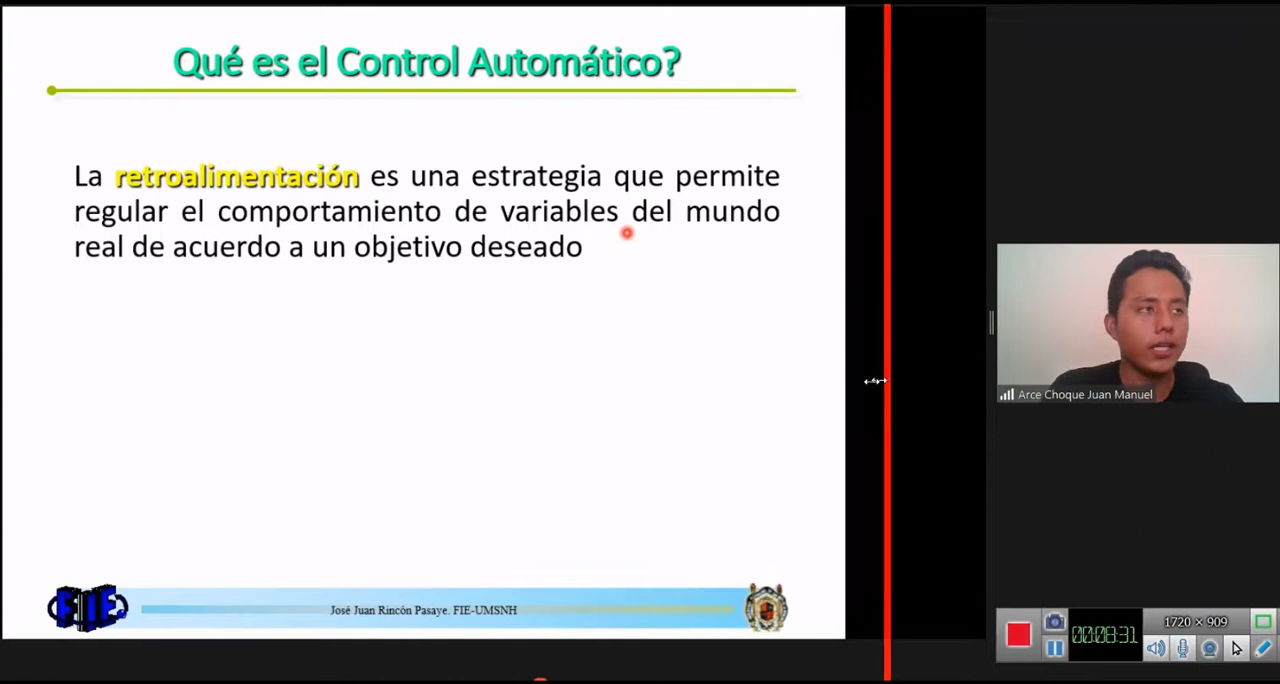 Qué es el Control Automático?
La retroalimentación es una estrategia que permite
regular el comportamiento de variables del mundo
real de acuerdo a un objetivo deseado
FIE
José Juan Rincón Pasaye. FIE-UMSNH
Arce Choque Juan Manuel
1720 × 909
00:08:31